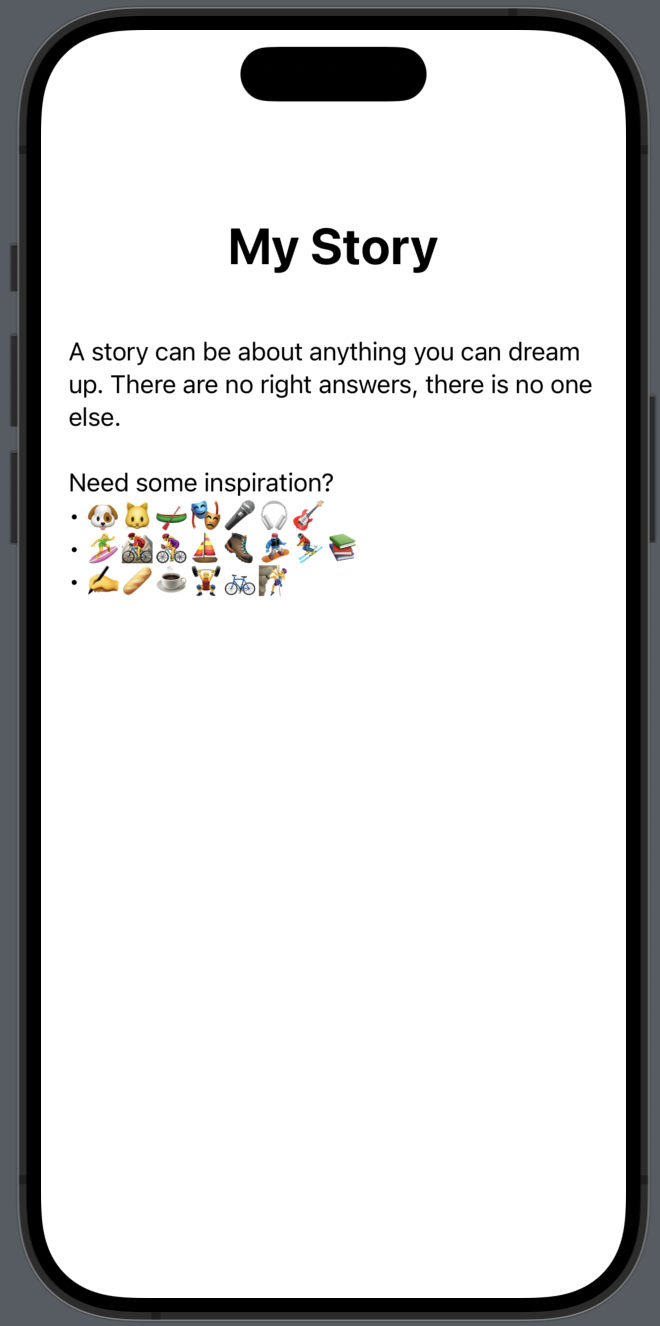 My Story
A story can be about anything you can dream
up. There are no right answers, there is no one
else.
Need some inspiration?
• 🐶🐱🛶🎭🎤🎧🎸
• 🏄‍♀️🚵‍♂️🚴‍♀️⛵️🥾🏂⛷📚
• ✍️🥖☕️🏋️‍♂️🚲🧗‍♀️